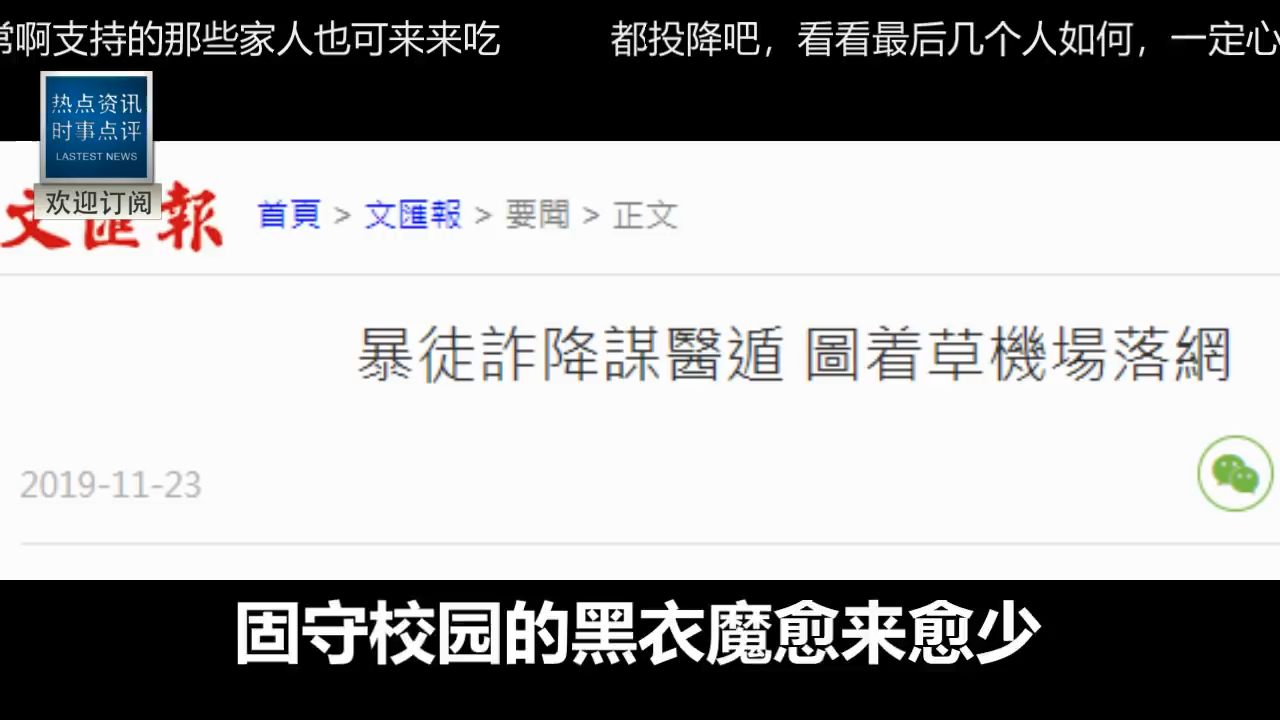 常啊支持的那些家人也可来来吃 都投降吧，看看最后几个人如何，一定心
热点资讯
时事点评
LASTEST NEWS
欢迎订阅
文匯報
首頁 > 文匯報 > 要聞 > 正文
暴徒詐降謀醫遁 圖着草機場落網
2019-11-23
固守校园的黑衣魔愈来愈少